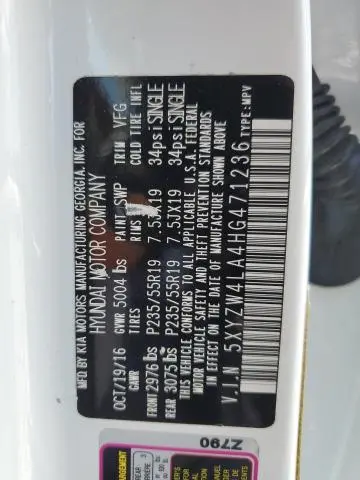 MFD.BY KIA MOTORS MANUFACTURING GEORGIA, INC. FOR
HYUNDAI MOTOR COMPANY
OCT/19/16 PAINT SWP TRIM YFG
GVWR 5004 lbs TIRES RIMS COLD TIRE INFL
FRONT 2976 lbs P235/55R19 7.5JX19 34psi SINGLE
REAR 3075 lbs P235/55R19 7.5JX19 34psi SINGLE
THIS VEHICLE CONFORMS TO ALL APPLICABLE U.S.A. FEDERAL
MOTOR VEHICLE SAFETY, BUMPER, AND THEFT PREVENTION STANDARDS
IN EFFECT ON THE DATE OF MANUFACTURE SHOWN ABOVE
V.I.N 5XYZW4LA4HG471236 TYPE:MPV
Z790